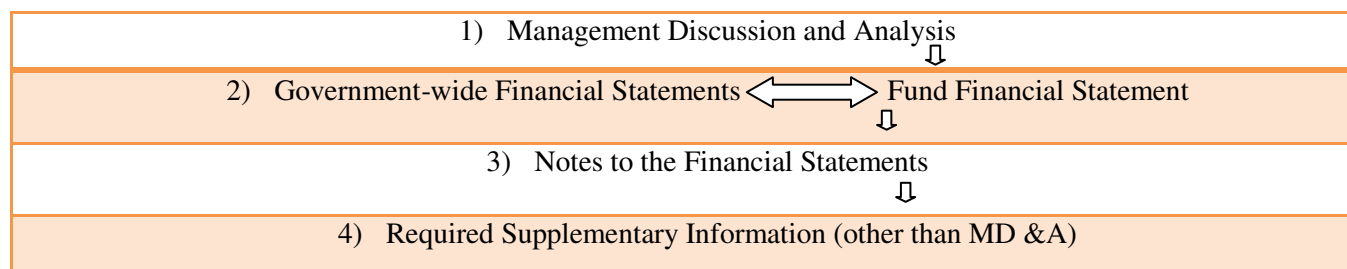 1) Management Discussion and Analysis
2) Government-wide Financial Statements Fund Financial Statement
3) Notes to the Financial Statements
4) Required Supplementary Information (other than MD &A)